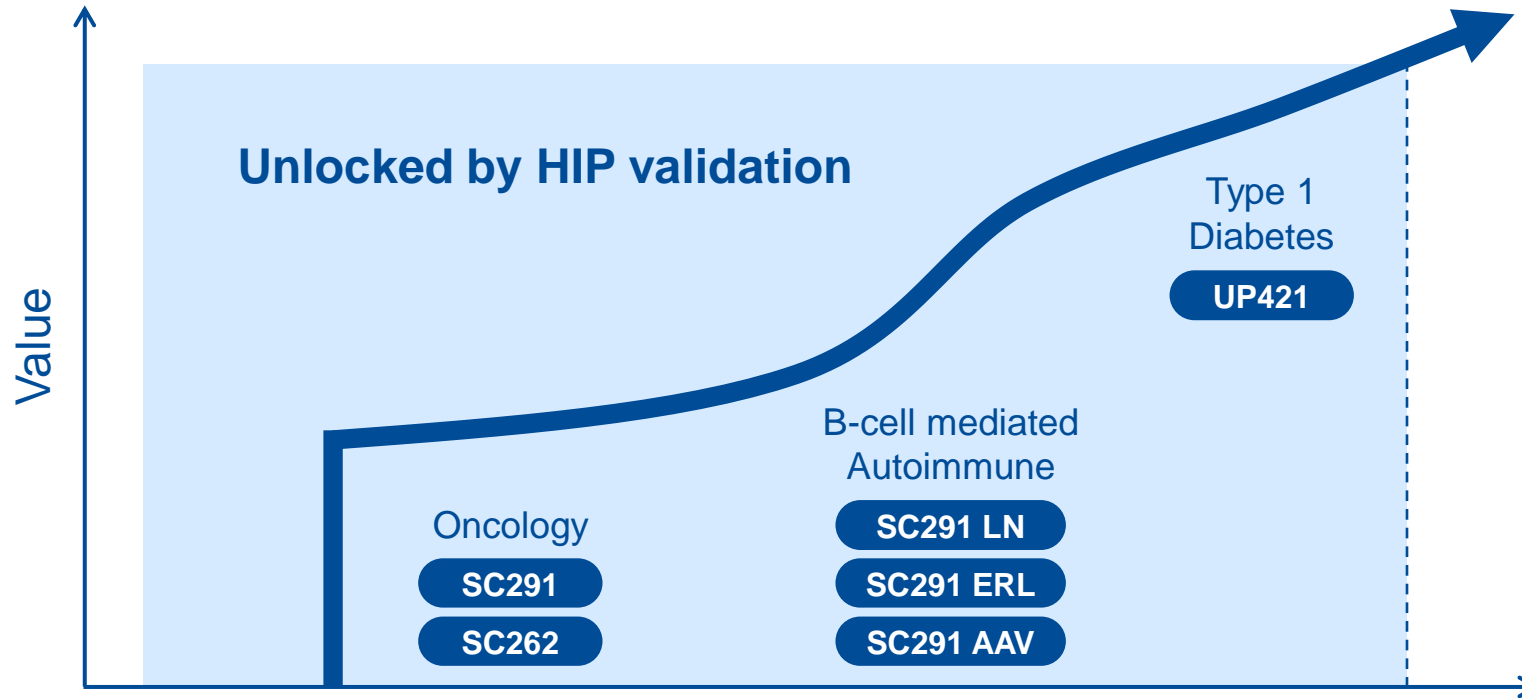 Value
Unlocked by HIP validation
Oncology
SC291
SC262
B-cell mediated
Autoimmune
SC291 LN
SC291 ERL
SC291 AAV
Type 1
Diabetes
UP421